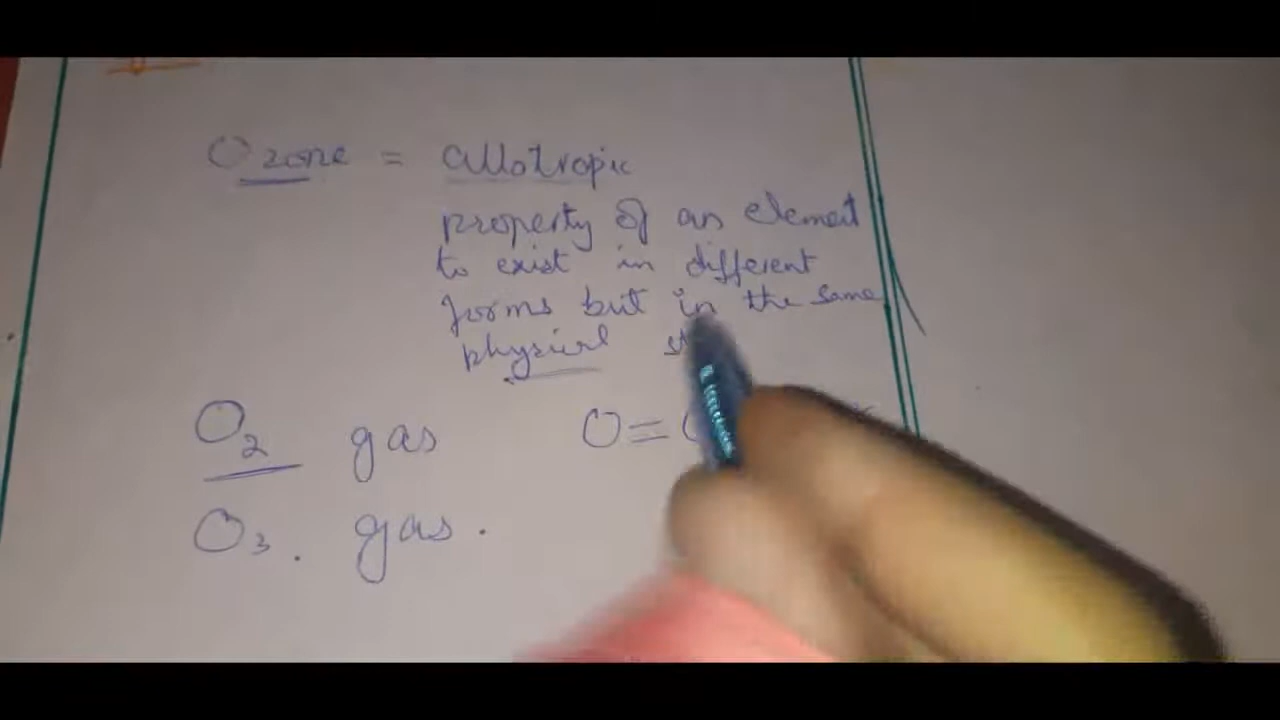 Ozone = allotropic
property of an element
to exist in different
forms but in the same
physical
O2 gas O=
O3. gas.